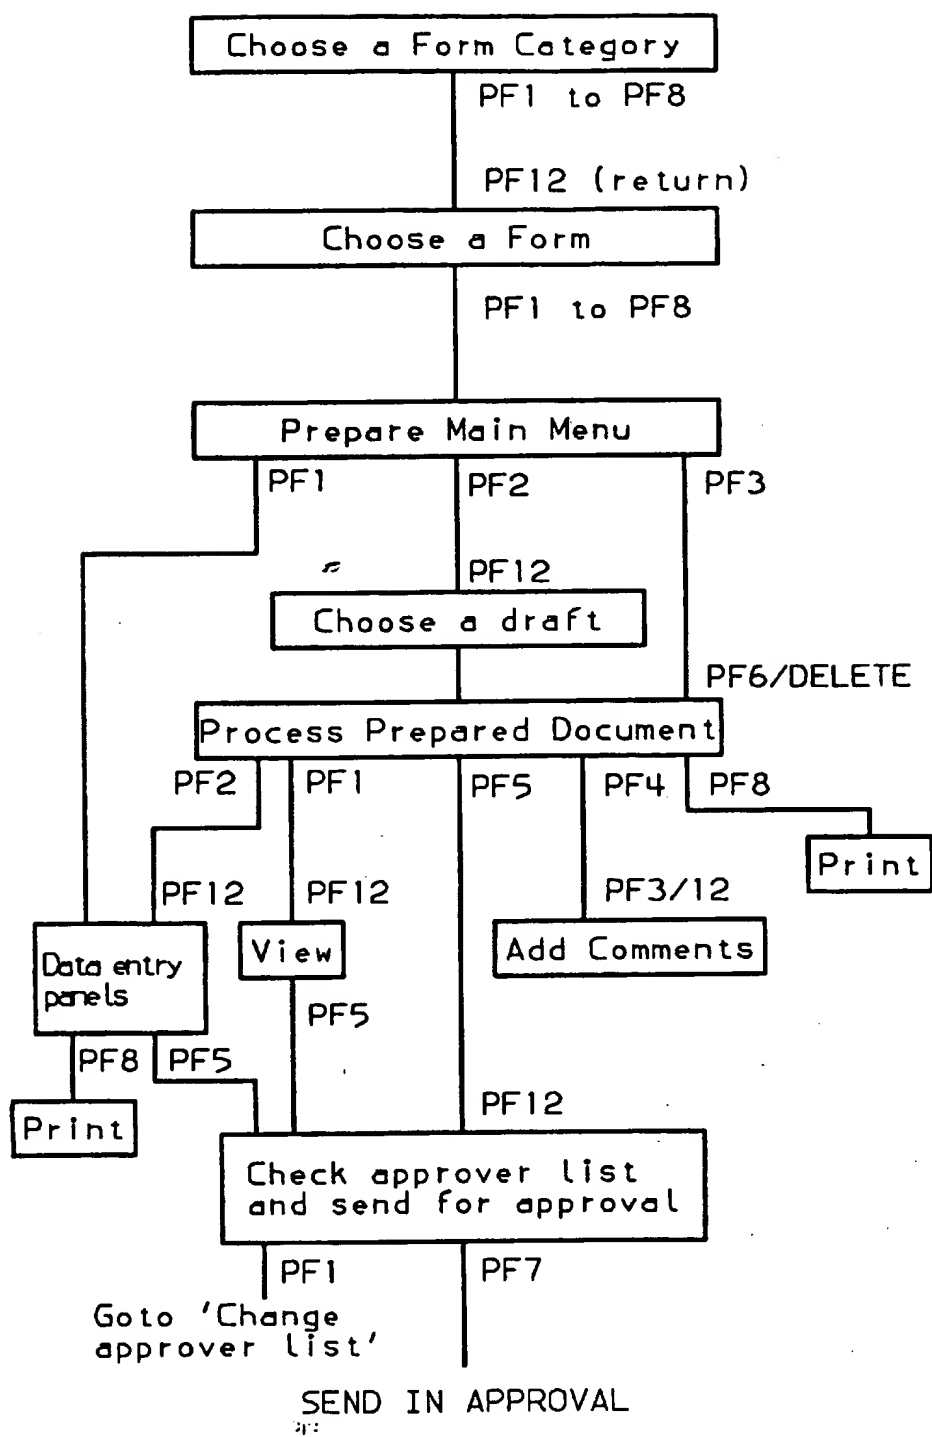 Choose a Form Category
PF1 to PF8
PF12 (return)
Choose a Form
PF1 to PF8
Prepare Main Menu
PF1
PF2
PF3
PF12
Choose a draft
PF6/DELETE
Process Prepared Document
PF2
PF1
PF5
PF4
PF8
Print
PF12
PF12
PF3/12
Data entry
panels
View
Add Comments
PF5
PF8
PF5
Print
PF12
Check approver list
and send for approval
PF1
PF7
Goto 'Change
approver list'
SEND IN APPROVAL